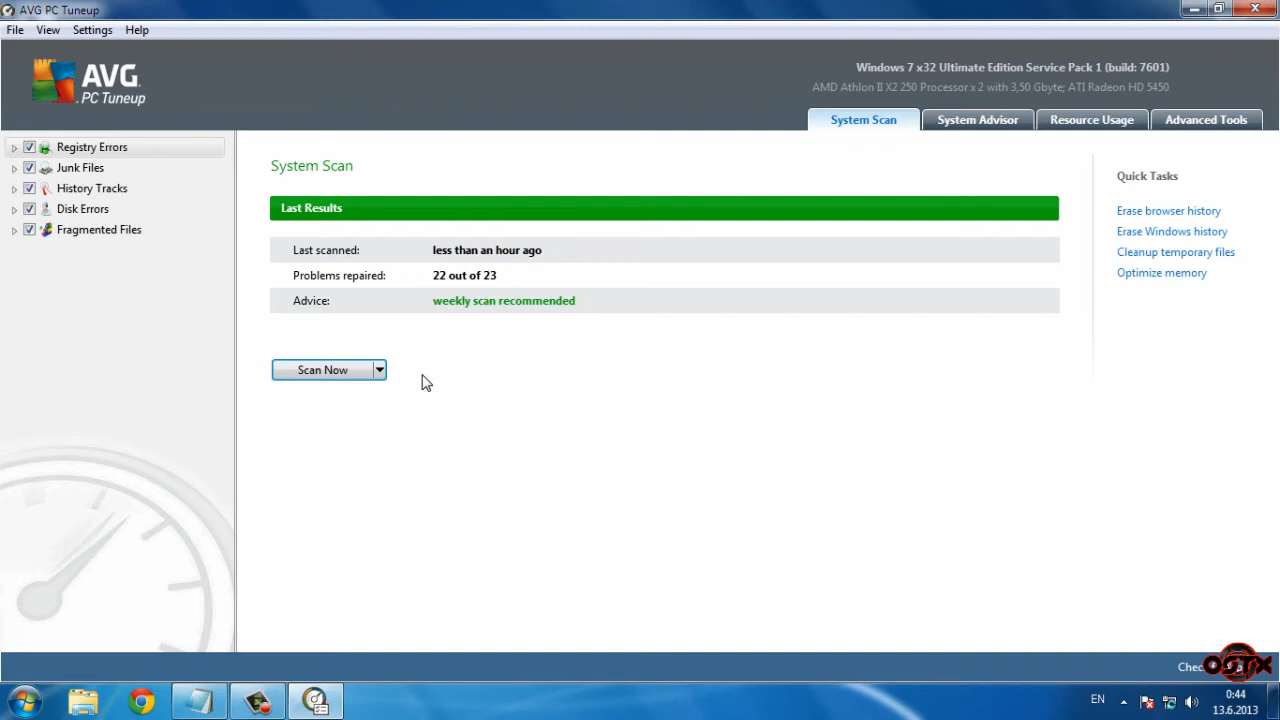 AVG PC Tuneup
File View Settings Help
AVG.
PC Tuneup
Windows 7 x32 Ultimate Edition Service Pack 1 (build: 7601)
AMD Athlon II X2 250 Processor x 2 with 3,50 Gbyte; ATI Radeon HD 5450
System Scan System Advisor Resource Usage Advanced Tools
Registry Errors
Junk Files
History Tracks
Disk Errors
Fragmented Files
System Scan
Last Results
Last scanned: less than an hour ago
Problems repaired: 22 out of 23
Advice: weekly scan recommended
Scan Now
Quick Tasks
Erase browser history
Erase Windows history
Cleanup temporary files
Optimize memory
OSTX
EN
0:44
13.6.2013